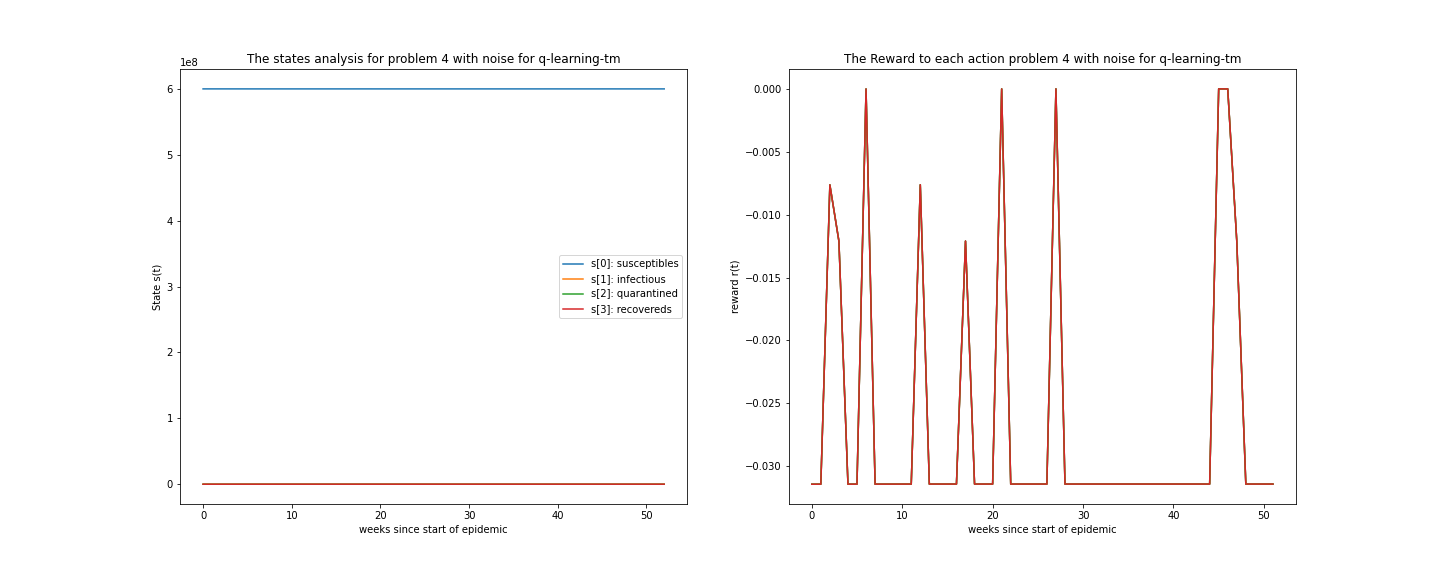 The states analysis for problem 4 with noise for q-learning-tm
1e8
6
5
4
3
2
1
0
State s(t)
s[0]: susceptibles
s[1]: infectious
s[2]: quarantined
s[3]: recovereds
0 10 20 30 40 50
weeks since start of epidemic
The Reward to each action problem 4 with noise for q-learning-tm
0.000
−0.005
−0.010
−0.015
−0.020
−0.025
−0.030
reward r(t)
0 10 20 30 40 50
weeks since start of epidemic